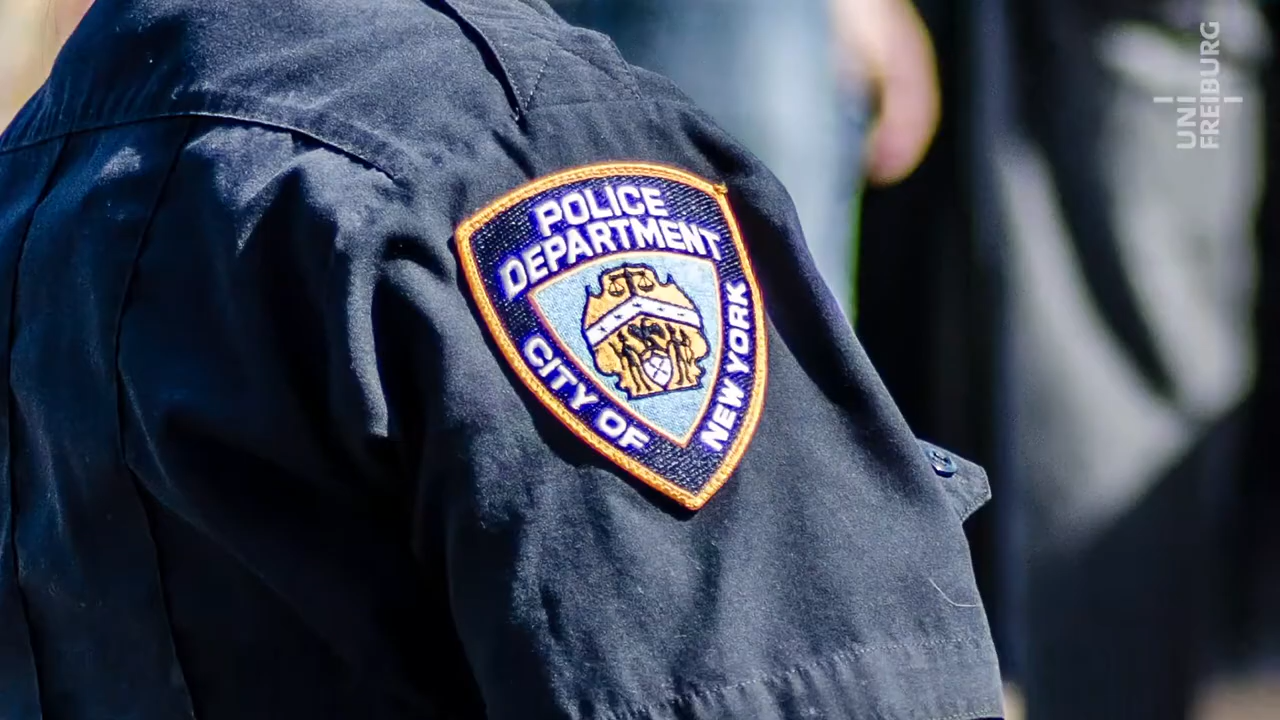 POLICE
DEPARTMENT
CITY OF
NEW YORK
UNI
FREIBURG